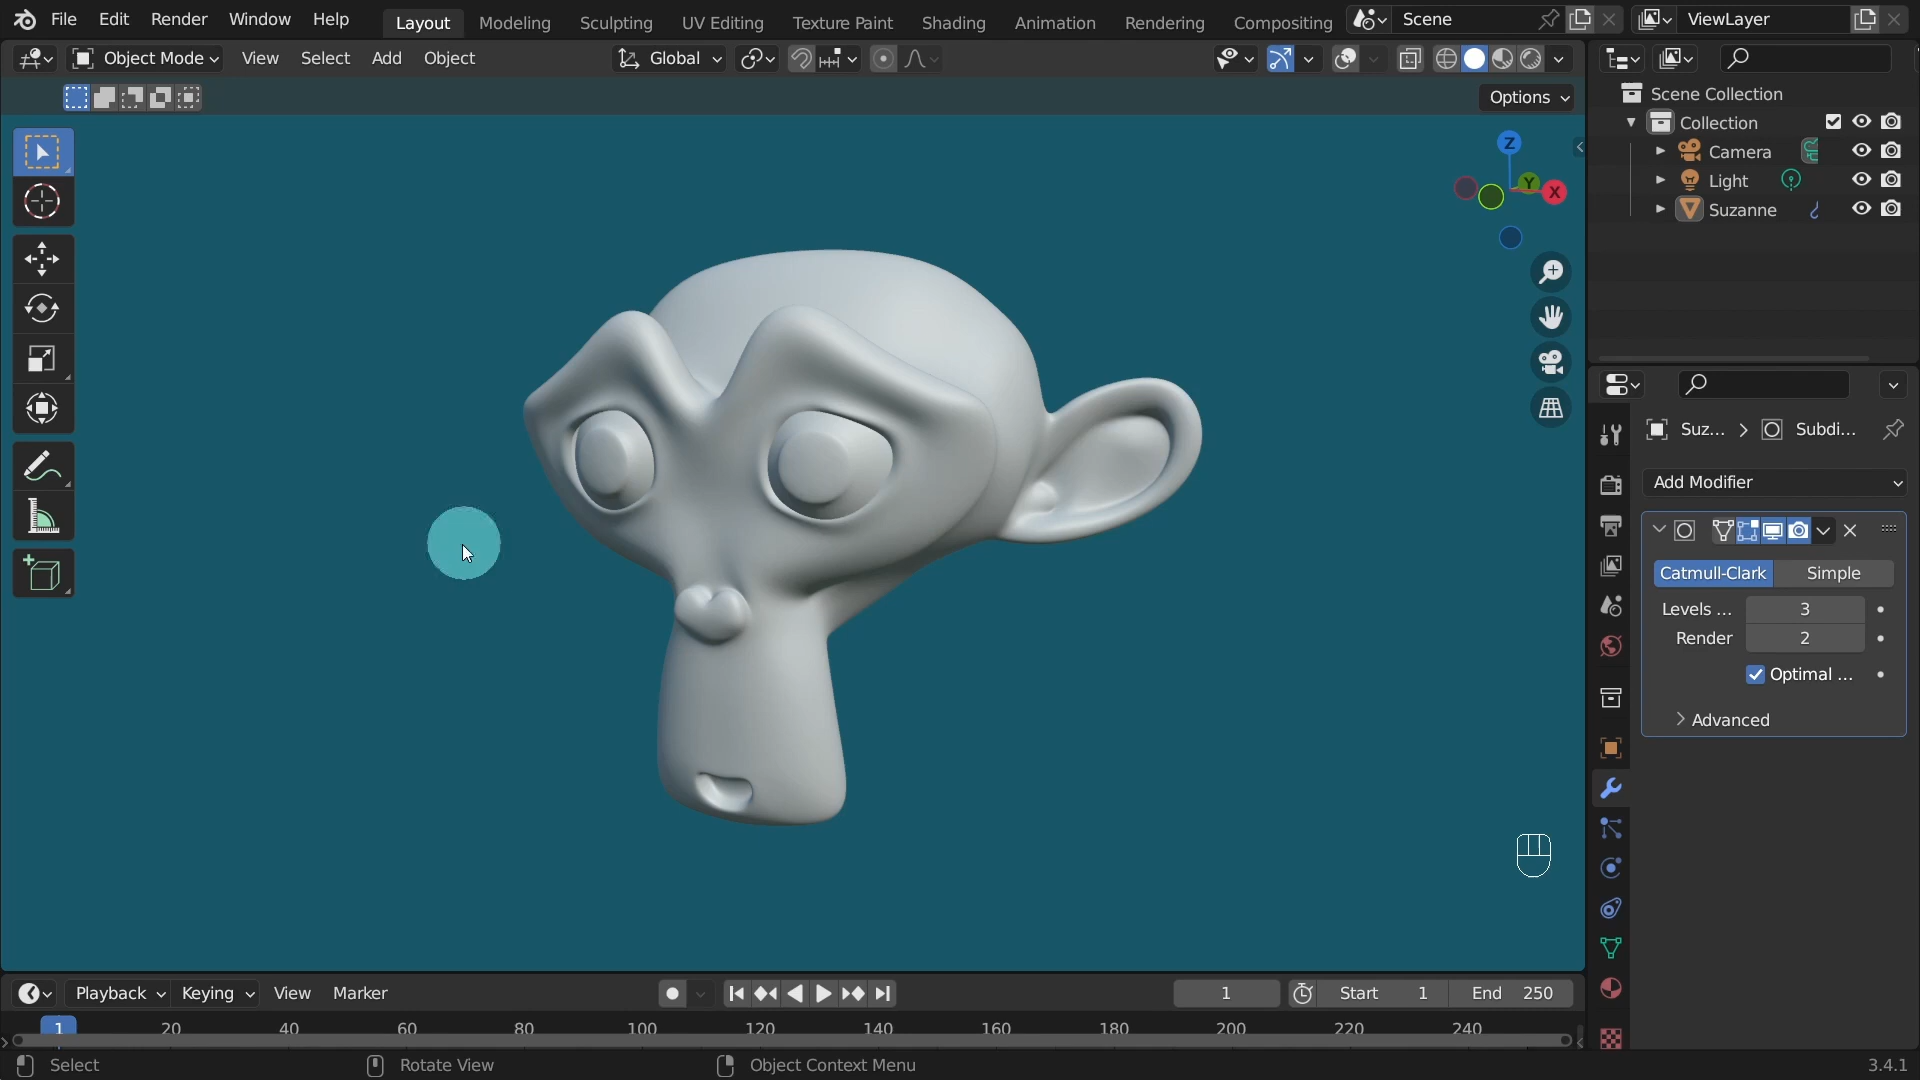 File Edit Render Window Help Layout Modeling Sculpting UV Editing Texture Paint Shading Animation Rendering Compositing Scene ViewLayer
Object Mode View Select Add Object Global
Options
Z
Y
X
Scene Collection
Collection
Camera
Light
Suzanne
Suz... Subdi...
Add Modifier
Catmull-Clark Simple
Levels ... 3
Render 2
Optimal ...
Advanced
Playback Keying View Marker 1 Start 1 End 250
1 20 40 60 80 100 120 140 160 180 200 220 240
Select Rotate View Object Context Menu 3.4.1